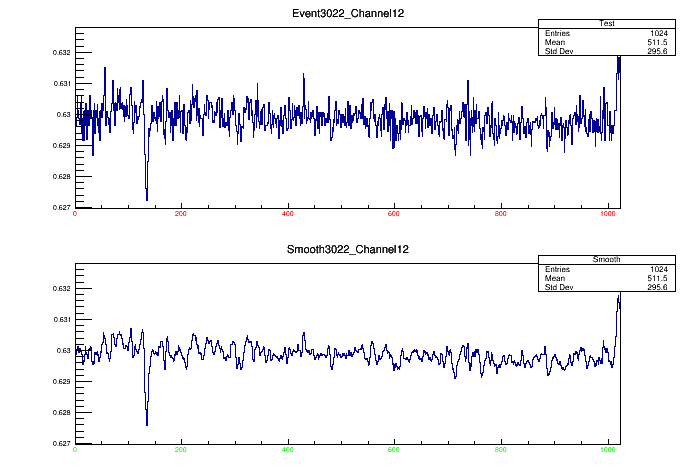 Event3022_Channel12
Test
Entries 1024
Mean 511.5
Std Dev 295.6
0.632
0.631
0.63
0.629
0.628
0.627
0 200 400 600 800 1000
Smooth3022_Channel12
Smooth
Entries 1024
Mean 511.5
Std Dev 295.6
0.632
0.631
0.63
0.629
0.628
0.627
0 200 400 600 800 1000